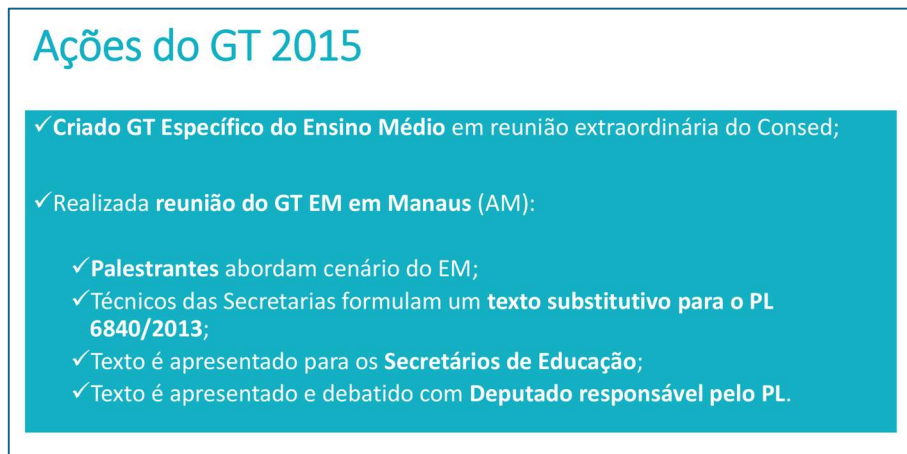 Ações do GT 2015
✓Criado GT Específico do Ensino Médio em reunião extraordinária do Consed;
✓Realizada reunião do GT EM em Manaus (AM):
✓Palestrantes abordam cenário do EM;
✓Técnicos das Secretarias formulam um texto substitutivo para o PL
6840/2013;
✓Texto é apresentado para os Secretários de Educação;
✓Texto é apresentado e debatido com Deputado responsável pelo PL.